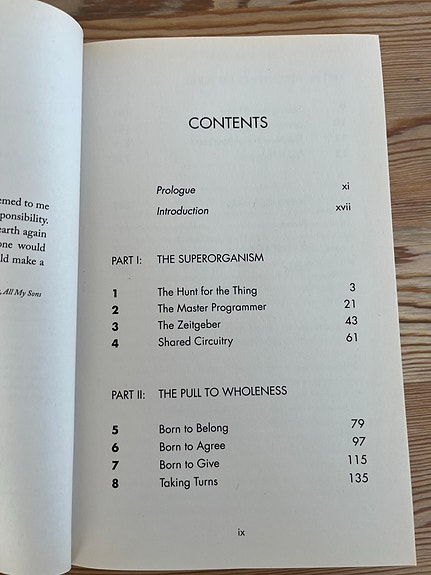 emed to me
ponsibility.
earth again
one would
ld make a
, All My Sons
CONTENTS
Prologue xi
Introduction xvii
PART I: THE SUPERORGANISM
1 The Hunt for the Thing 3
2 The Master Programmer 21
3 The Zeitgeber 43
4 Shared Circuitry 61
PART II: THE PULL TO WHOLENESS
5 Born to Belong 79
6 Born to Agree 97
7 Born to Give 115
8 Taking Turns 135
ix